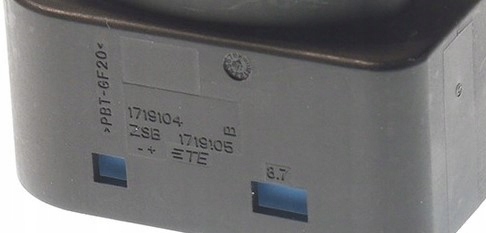 >PBT-GF20<
1719104
ZSB 1719105 B
- + =TE
8.7